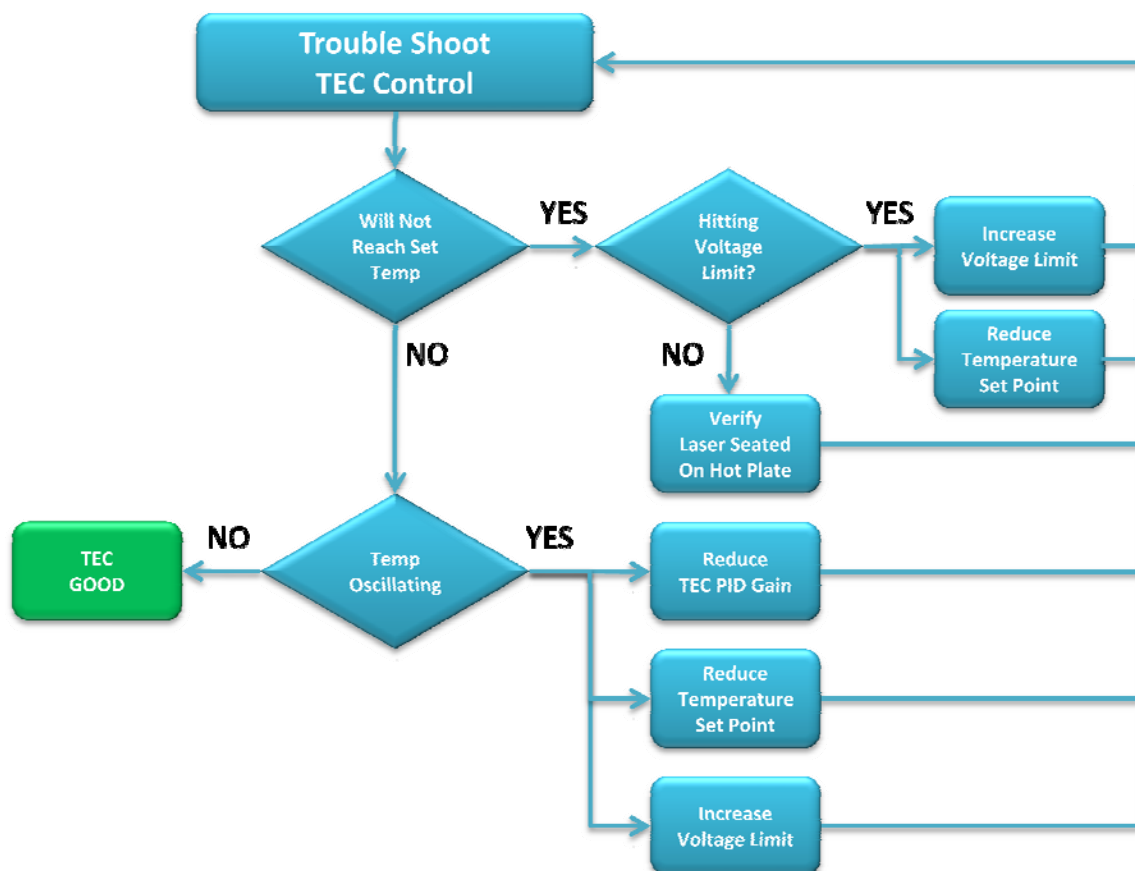 Trouble Shoot
TEC Control
Will Not
Reach Set
Temp
YES
Hitting
Voltage
Limit?
YES
Increase
Voltage Limit
Reduce
Temperature
Set Point
NO
NO
Verify
Laser Seated
On Hot Plate
TEC
GOOD
NO
Temp
Oscillating
YES
Reduce
TEC PID Gain
Reduce
Temperature
Set Point
Increase
Voltage Limit